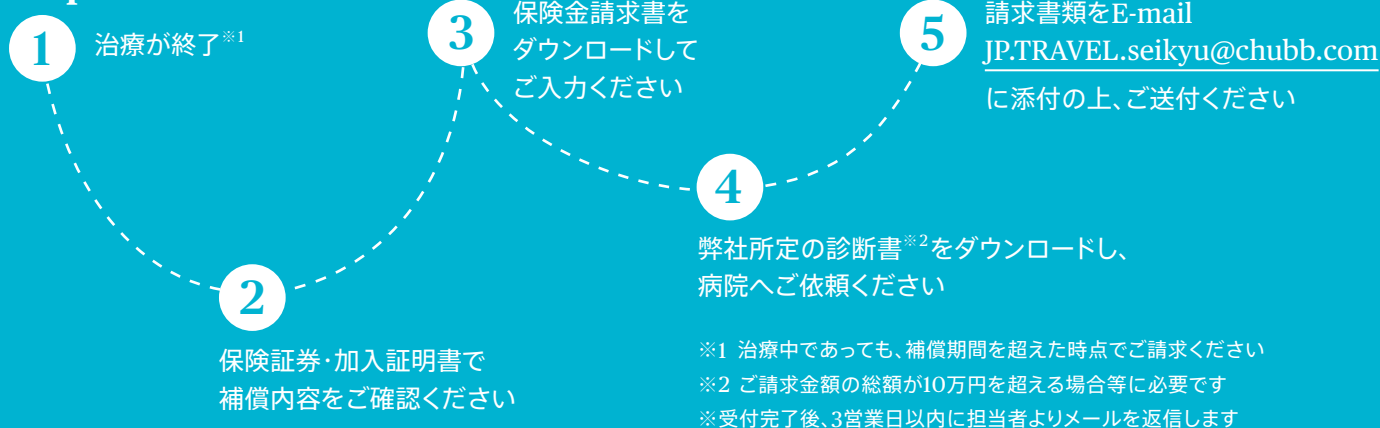 1
治療が終了※1
2
保険証券・加入証明書で
補償内容をご確認ください
3
保険金請求書を
ダウンロードして
ご入力ください
4
弊社所定の診断書※2をダウンロードし、
病院へご依頼ください
5
請求書類をE-mail
JP.TRAVEL.seikyu@chubb.com
に添付の上、ご送付ください
※1 治療中であっても、補償期間を超えた時点でご請求ください
※2 ご請求金額の総額が10万円を超える場合等に必要です
※受付完了後、3営業日以内に担当者よりメールを返信します